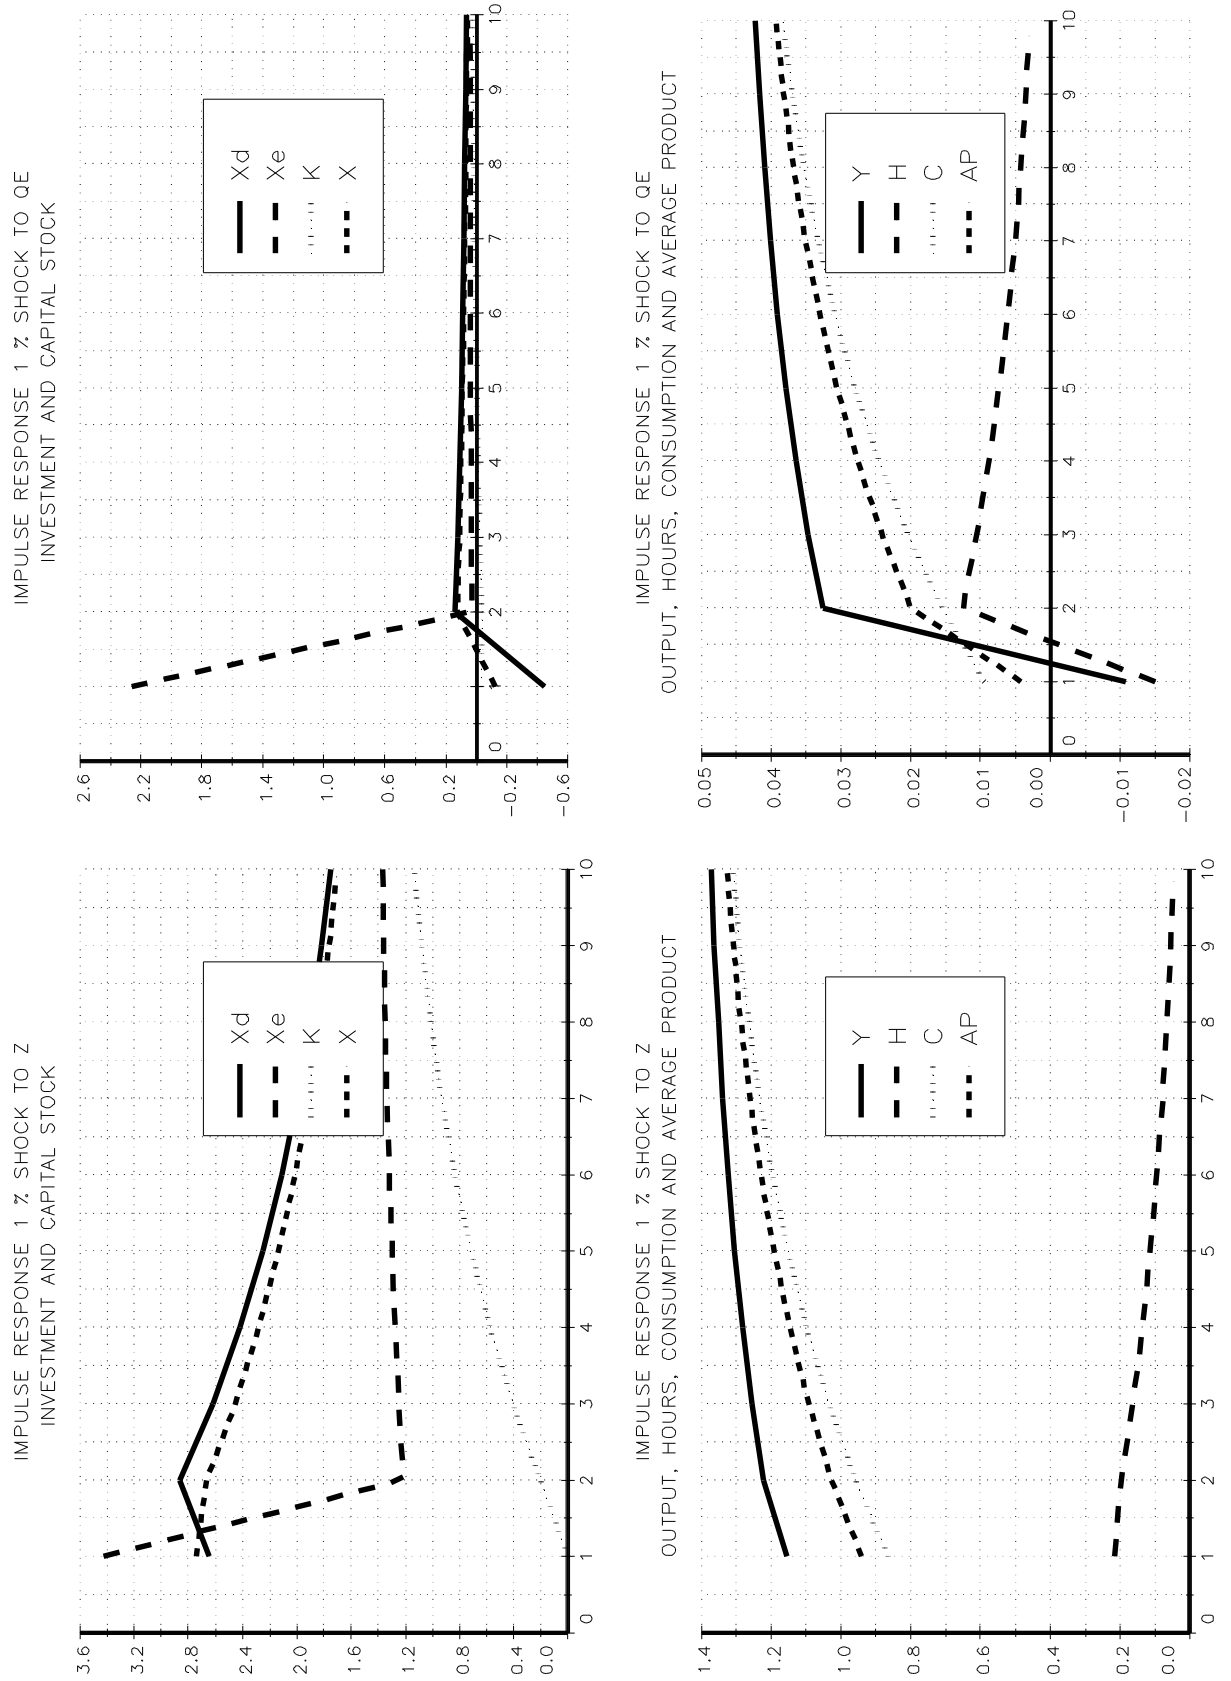 IMPULSE RESPONSE 1 % SHOCK TO Z
INVESTMENT AND CAPITAL STOCK
3.6
2.8
2.0
1.2
0.8
0.4
0.0
Xd
Xe
K
X
0 1 2 3 4 5 6 7 8 9 10
IMPULSE RESPONSE 1 % SHOCK TO QE
INVESTMENT AND CAPITAL STOCK
2.6
2.2
1.8
1.4
1.0
0.6
0.2
-0.2
-0.6
Xd
Xe
K
X
0 1 2 3 4 5 6 7 8 9 10
IMPULSE RESPONSE 1 % SHOCK TO Z
OUTPUT, HOURS, CONSUMPTION AND AVERAGE PRODUCT
1.4
1.0
0.8
0.6
0.4
0.2
0.0
Y
H
C
AP
0 1 2 3 4 5 6 7 8 9 10
IMPULSE RESPONSE 1 % SHOCK TO QE
OUTPUT, HOURS, CONSUMPTION AND AVERAGE PRODUCT
0.05
0.04
0.03
0.02
0.01
0.00
-0.01
-0.02
Y
H
C
AP
0 1 2 3 4 5 6 7 8 9 10